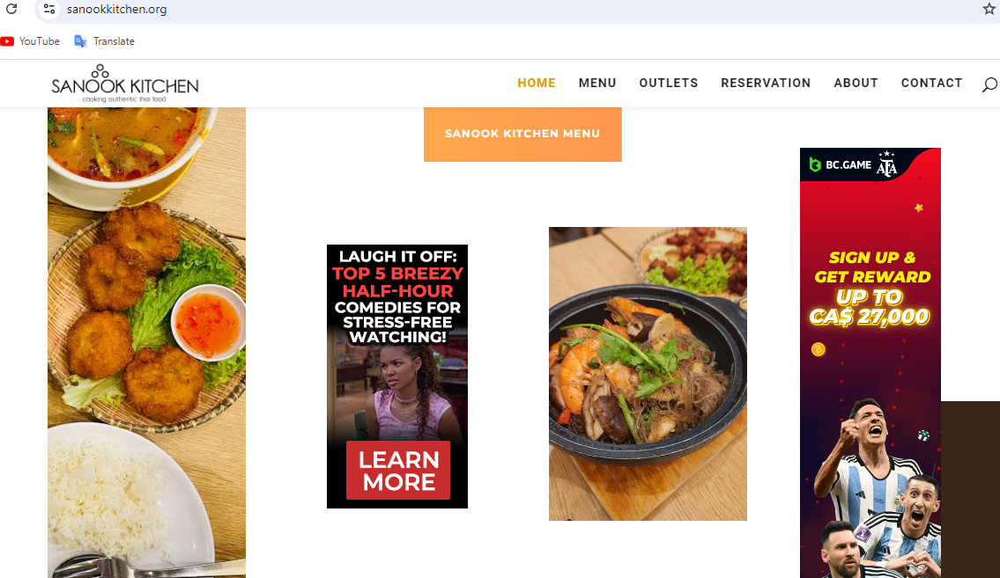 sanookkitchen.org
YouTube
Translate
SANOOK KITCHEN
cooking authentic thai food
HOME
MENU
OUTLETS
RESERVATION
ABOUT
CONTACT
SANOOK KITCHEN MENU
LAUGH IT OFF:
TOP 5 BREEZY
HALF-HOUR
COMEDIES FOR
STRESS-FREE
WATCHING!
LEARN
MORE
BC.GAME
AFA
SIGN UP &
GET REWARD
UP TO
CA$ 27,000